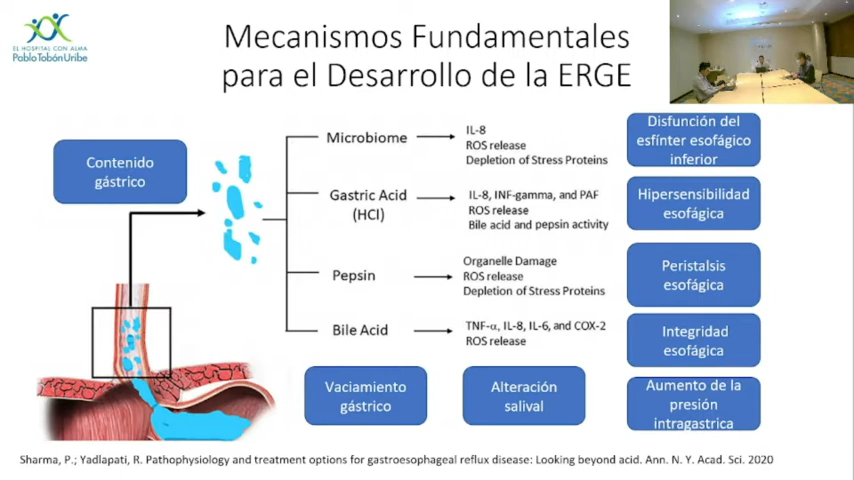 EL HOSPITAL CON ALMA
Pablo Tobón Uribe
Mecanismos Fundamentales
para el Desarrollo de la ERGE
Contenido
gástrico
Microbiome
IL-8
ROS release
Depletion of Stress Proteins
Gastric Acid
(HCl)
IL-8, INF-gamma, and PAF
ROS release
Bile acid and pepsin activity
Pepsin
Organelle Damage
ROS release
Depletion of Stress Proteins
Bile Acid
TNF-α, IL-8, IL-6, and COX-2
ROS release
Disfunción del
esfínter esofágico
inferior
Hipersensibilidad
esofágica
Peristalsis
esofágica
Integridad
esofágica
Vaciamiento
gástrico
Alteración
salival
Aumento de la
presión
intragastrica
Sharma, P.; Yadlapati, R. Pathophysiology and treatment options for gastroesophageal reflux disease: Looking beyond acid. Ann. N. Y. Acad. Sci. 2020